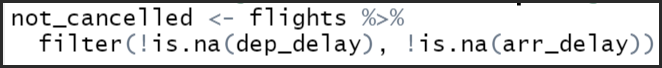 not_cancelled <- flights %>%
  filter(!is.na(dep_delay), !is.na(arr_delay))